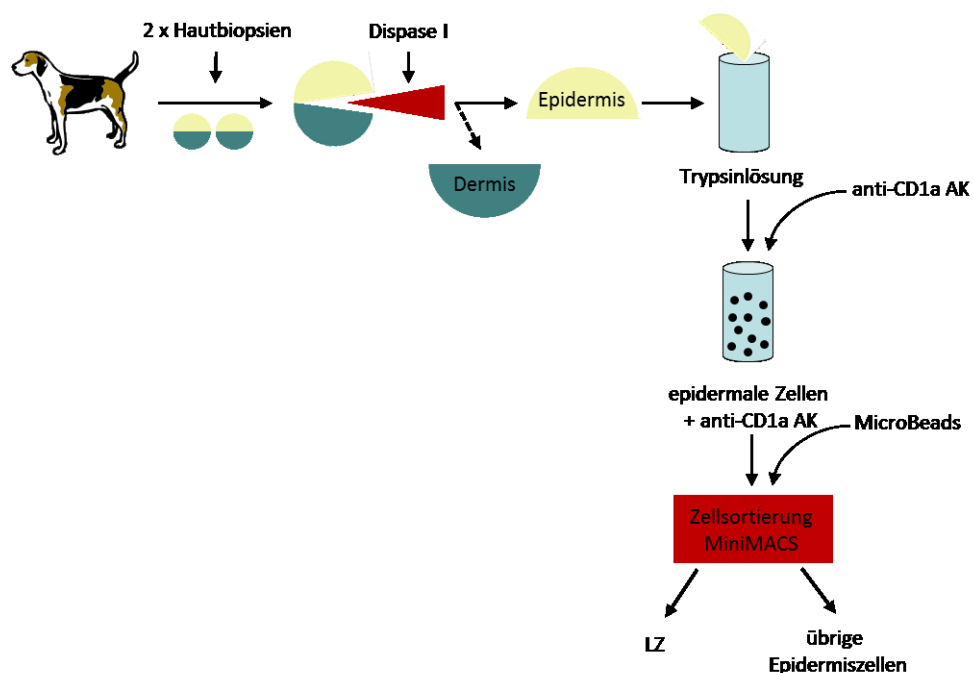 2 x Hautbiopsien
Dispase I
Epidermis
Dermis
Trypsinlösung
anti-CD1a AK
epidermale Zellen
+ anti-CD1a AK
MicroBeads
Zellsortierung
MiniMACS
LZ
übrige
Epidermiszellen